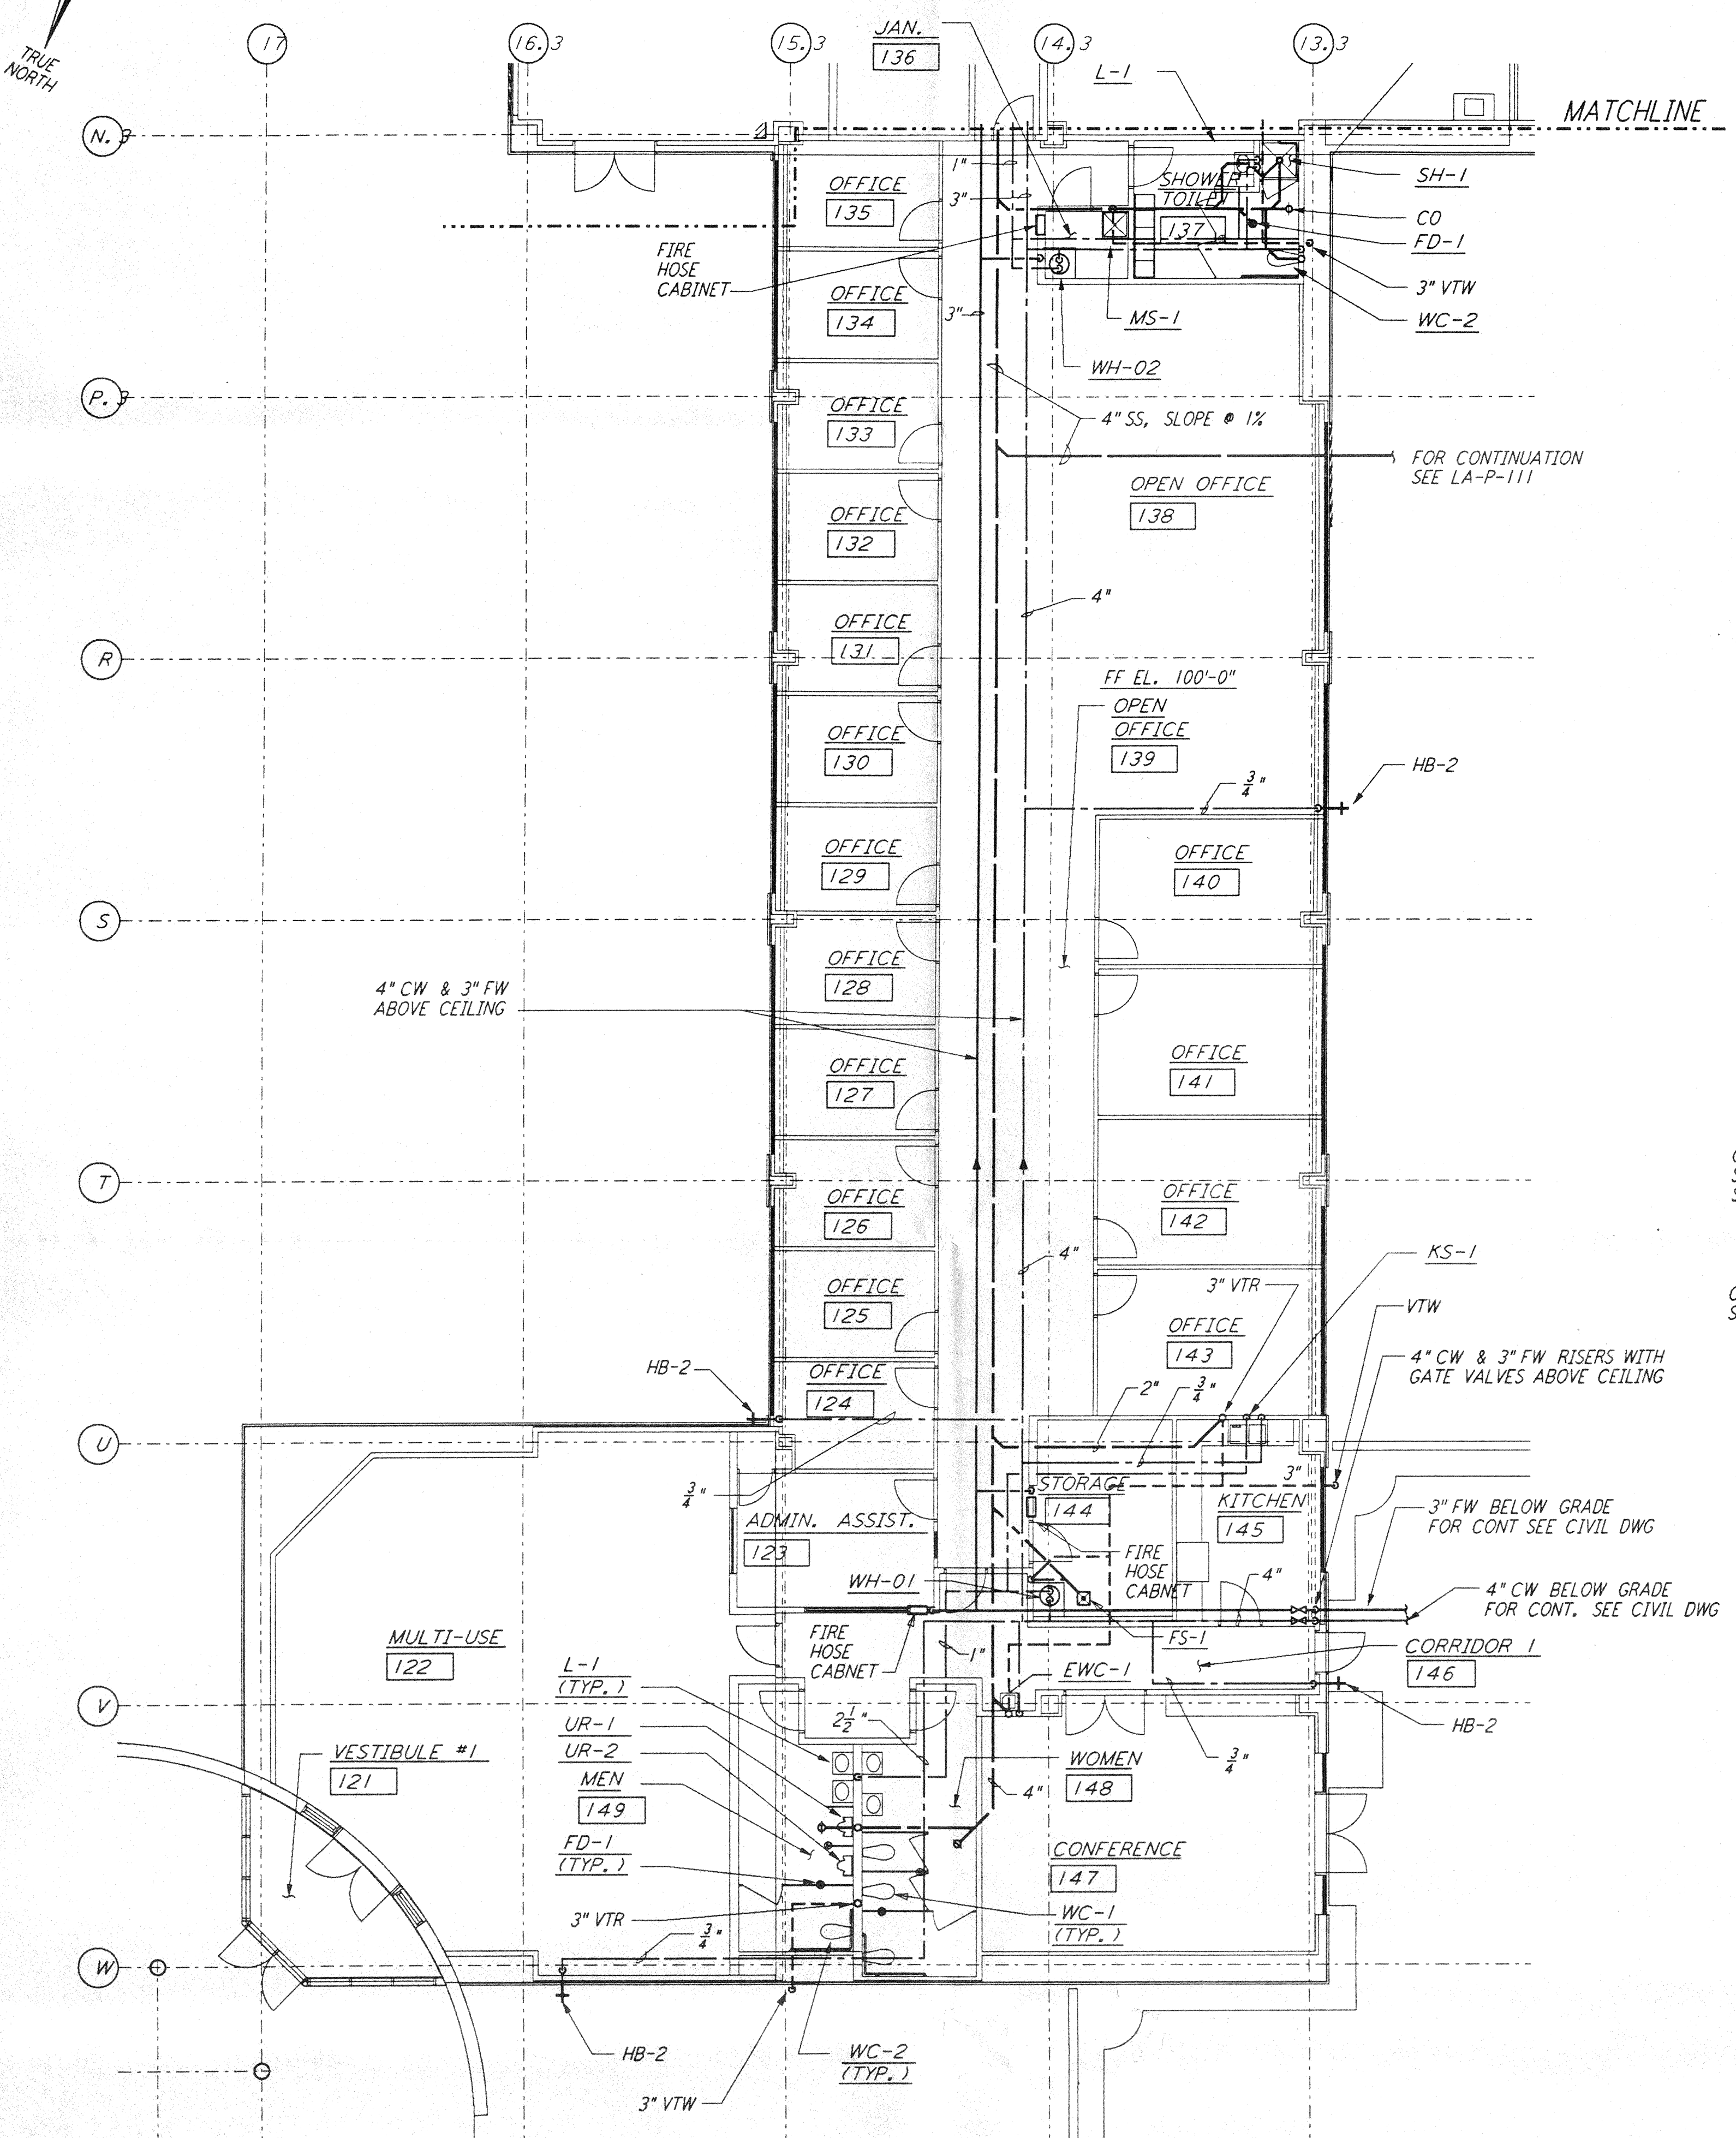 TRUE
NORTH
17
16.3
15.3
14.3
13.3
JAN.
136
L-1
MATCHLINE
N.3
1"
3"
SHOWER
TOILET
137
SH-1
CO
FD-1
3" VTW
WC-2
OFFICE
135
FIRE
HOSE
CABINET
OFFICE
134
3"
MS-1
WH-02
P.3
OFFICE
133
4" SS, SLOPE @ 1%
FOR CONTINUATION
SEE LA-P-111
OPEN OFFICE
138
OFFICE
132
4"
OFFICE
131
R
FF EL. 100'-0"
OPEN
OFFICE
139
OFFICE
130
HB-2
3/4"
OFFICE
129
OFFICE
140
S
OFFICE
128
4" CW & 3" FW
ABOVE CEILING
OFFICE
127
OFFICE
141
T
OFFICE
126
OFFICE
142
4"
KS-1
3" VTR
OFFICE
125
VTW
OFFICE
143
4" CW & 3" FW RISERS WITH
GATE VALVES ABOVE CEILING
HB-2
OFFICE
124
2"
3/4"
U
3/4"
STORAGE
144
3"
KITCHEN
145
3" FW BELOW GRADE
FOR CONT SEE CIVIL DWG
ADMIN. ASSIST.
123
FIRE
HOSE
CABNET
WH-01
4"
4" CW BELOW GRADE
FOR CONT. SEE CIVIL DWG
MULTI-USE
122
FIRE
HOSE
CABNET
1"
FS-1
EWC-1
CORRIDOR 1
146
L-1
(TYP.)
V
UR-1
2 1/2"
HB-2
VESTIBULE #1
121
UR-2
MEN
149
WOMEN
148
3/4"
4"
FD-1
(TYP.)
CONFERENCE
147
3" VTR
WC-1
(TYP.)
3/4"
W
HB-2
WC-2
(TYP.)
3" VTW